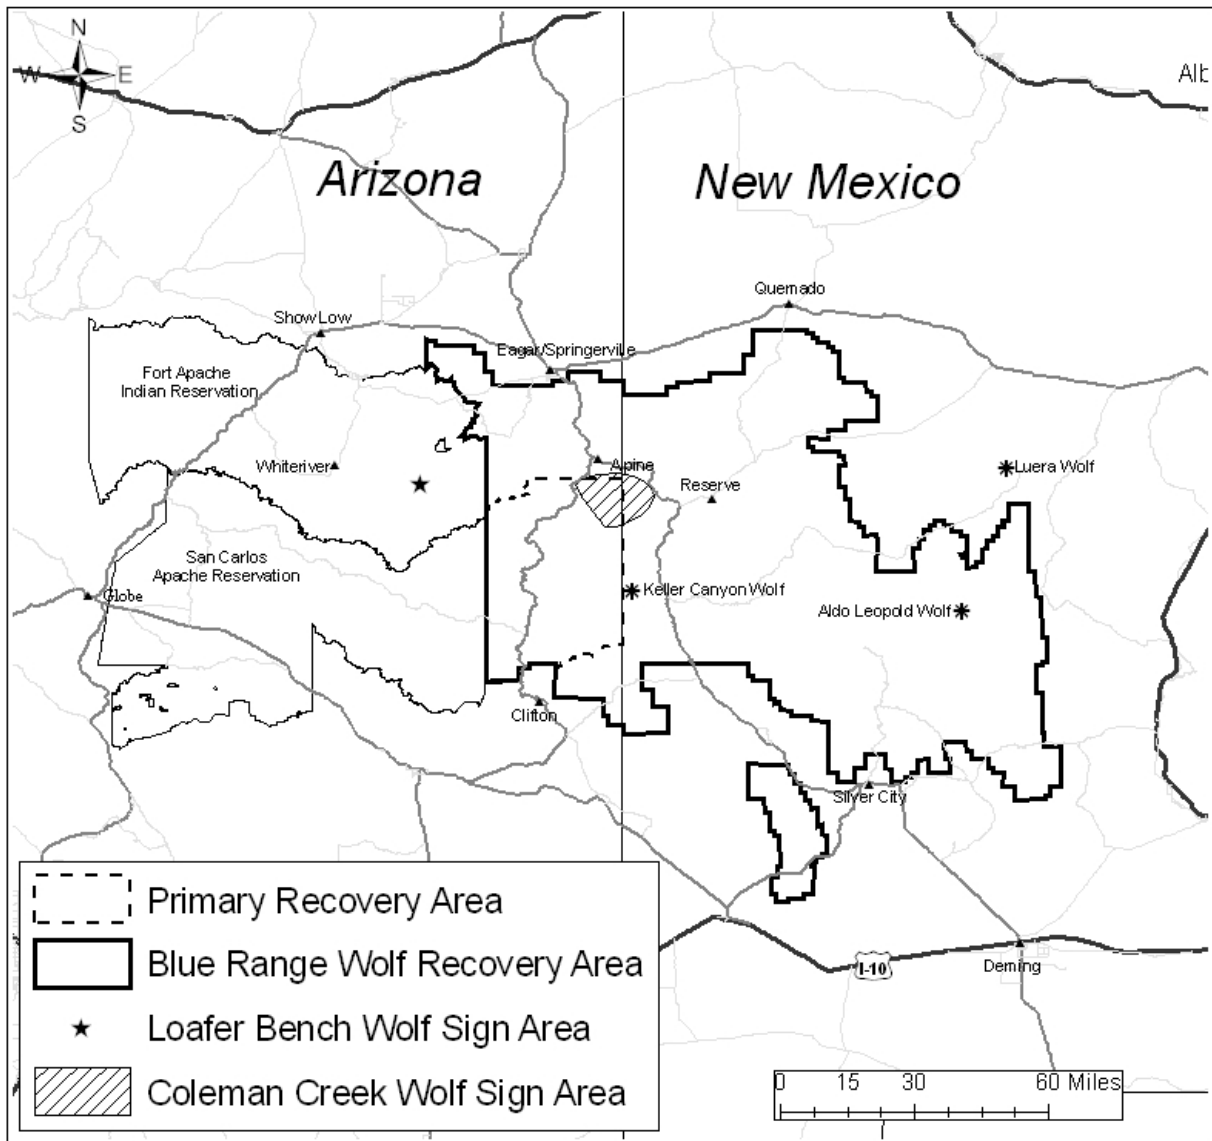 N
W E
S
Alb
Arizona
New Mexico
Quemado
Show Low
Eagar/Springerville
Fort Apache
Indian Reservation
Whiteriver
Alpine
Reserve
Luera Wolf
San Carlos
Apache Reservation
Globe
Keller Canyon Wolf
Aldo Leopold Wolf
Clifton
Silver City
Primary Recovery Area
Blue Range Wolf Recovery Area
Loafer Bench Wolf Sign Area
Coleman Creek Wolf Sign Area
I-10
Deming
0 15 30 60 Miles